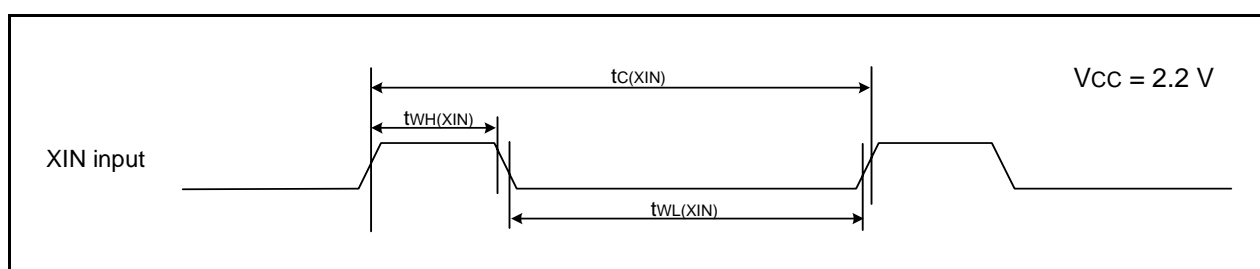 tC(XIN)
VCC = 2.2 V
tWH(XIN)
XIN input
tWL(XIN)